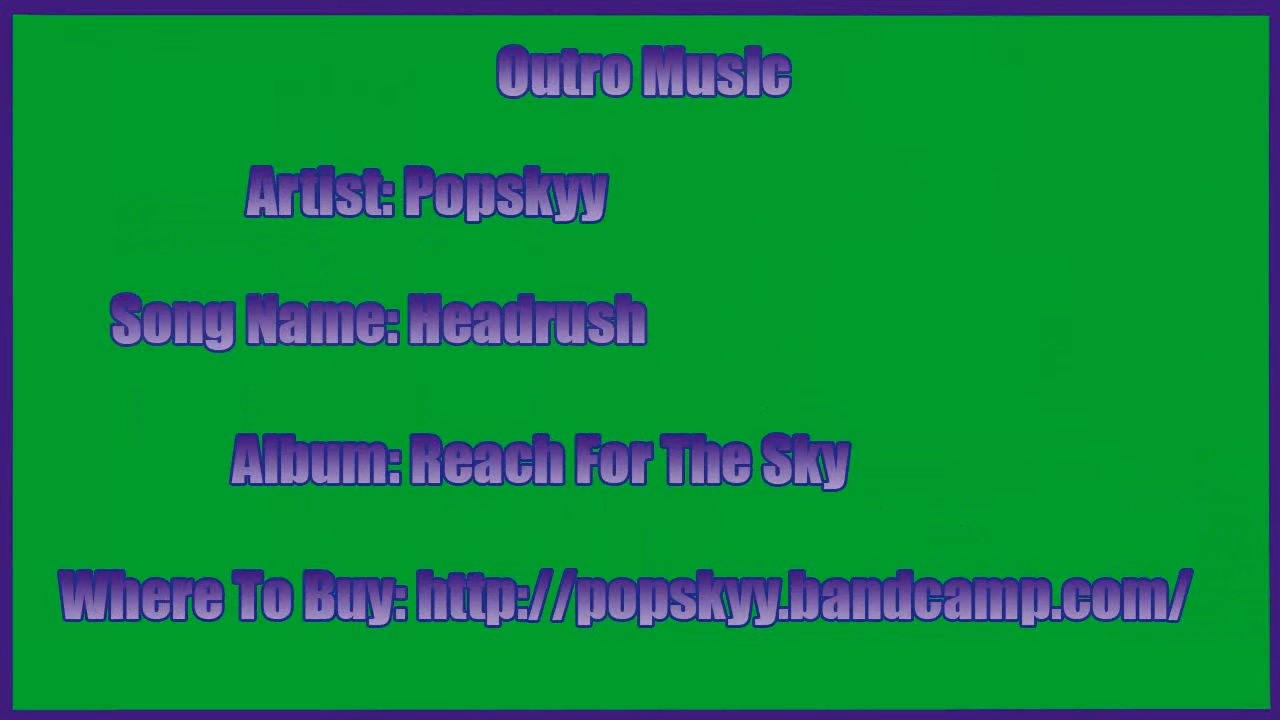 Outro Music
Artist: Popskyy
Song Name: Headrush
Album: Reach For The Sky
Where To Buy: http://popskyy.bandcamp.com/